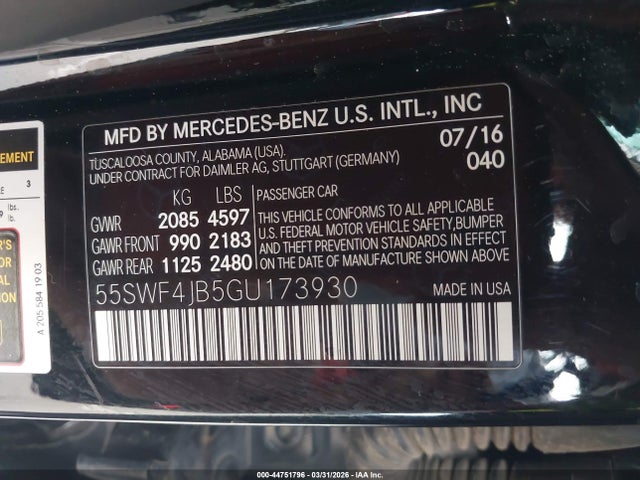 MFD BY MERCEDES-BENZ U.S. INTL., INC
TUSCALOOSA COUNTY, ALABAMA (USA).
UNDER CONTRACT FOR DAIMLER AG, STUTTGART (GERMANY)
07/16
040
KG LBS
GVWR 2085 4597
GAWR FRONT 990 2183
GAWR REAR 1125 2480
PASSENGER CAR
THIS VEHICLE CONFORMS TO ALL APPLICABLE
U.S. FEDERAL MOTOR VEHICLE SAFETY,BUMPER
AND THEFT PREVENTION STANDARDS IN EFFECT
ON THE DATE OF MANUFACTURE SHOWN ABOVE.
55SWF4JB5GU173930
MADE IN USA
A 205 584 19 03
3
lbs.
lb.
000-44751796 - 03/31/2026 - IAA Inc.